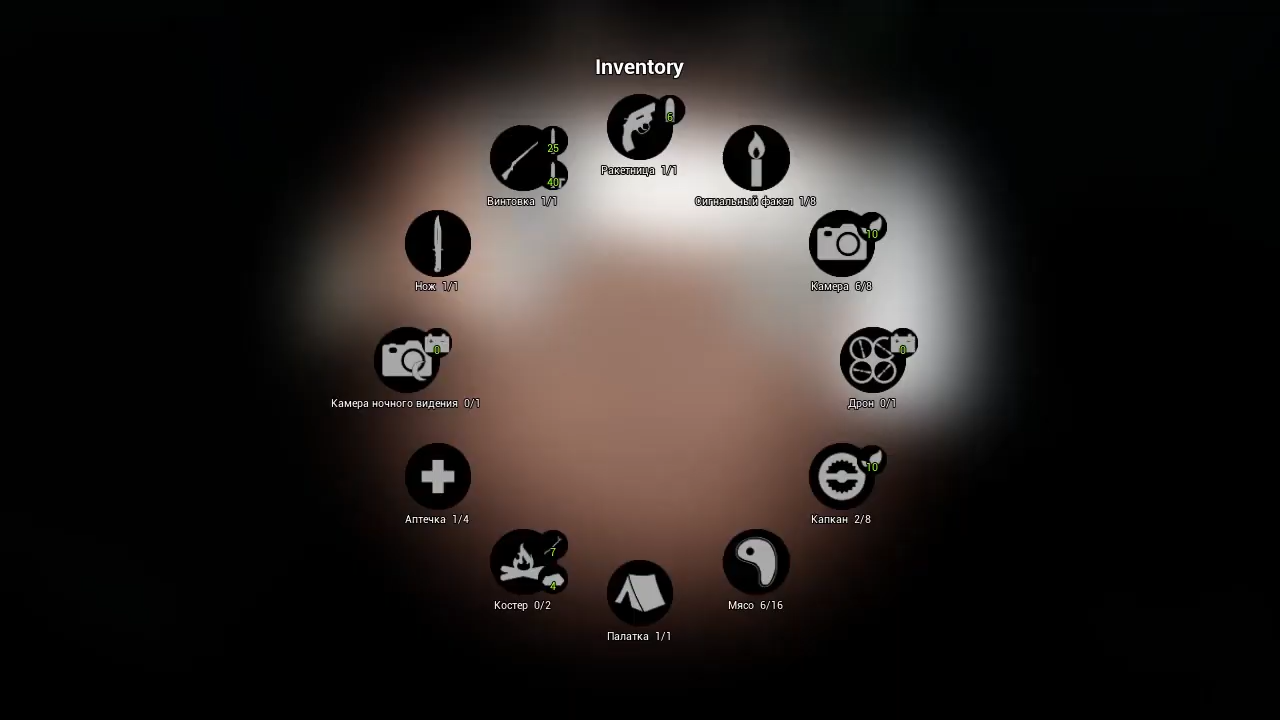 Inventory
6
Ракетница 1/1
25
40
Винтовка 1/1
Сигнальный факел 1/8
Нож 1/1
10
Камера 6/8
0
Камера ночного видения 0/1
0
Дрон 0/1
Аптечка 1/4
10
Капкан 2/8
7
4
Костер 0/2
Мясо 6/16
Палатка 1/1